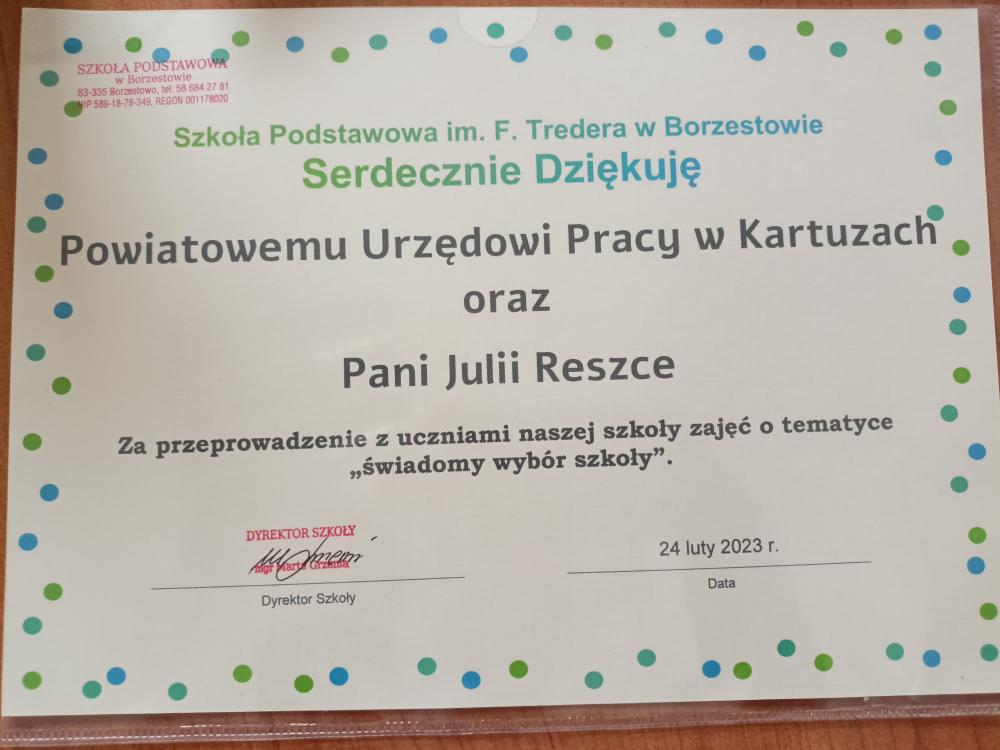 SZKOŁA PODSTAWOWA
w Borzestowie
83-335 Borzestowo, tel. 58 684 27 81
NIP 589-18-78-349, REGON 001178020
Szkoła Podstawowa im. F. Tredera w Borzestowie
Serdecznie Dziękuję
Powiatowemu Urzędowi Pracy w Kartuzach
oraz
Pani Julii Reszce
Za przeprowadzenie z uczniami naszej szkoły zajęć o tematyce
„świadomy wybór szkoły”.
DYREKTOR SZKOŁY
mgr Marta
24 luty 2023 r.
Dyrektor Szkoły
Data